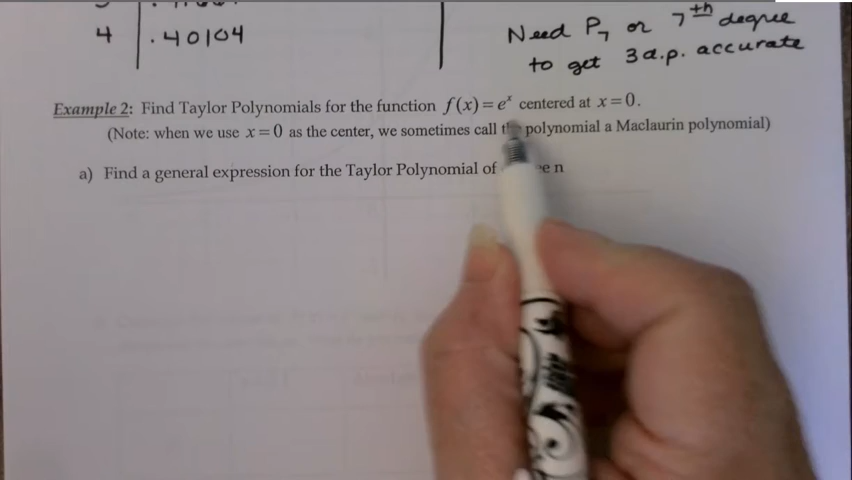 4 .40104
Need P7 or 7th degree
to get 3 d.p. accurate
Example 2: Find Taylor Polynomials for the function f(x) = e^x centered at x = 0.
(Note: when we use x = 0 as the center, we sometimes call polynomial a Maclaurin polynomial)
a) Find a general expression for the Taylor Polynomial of n